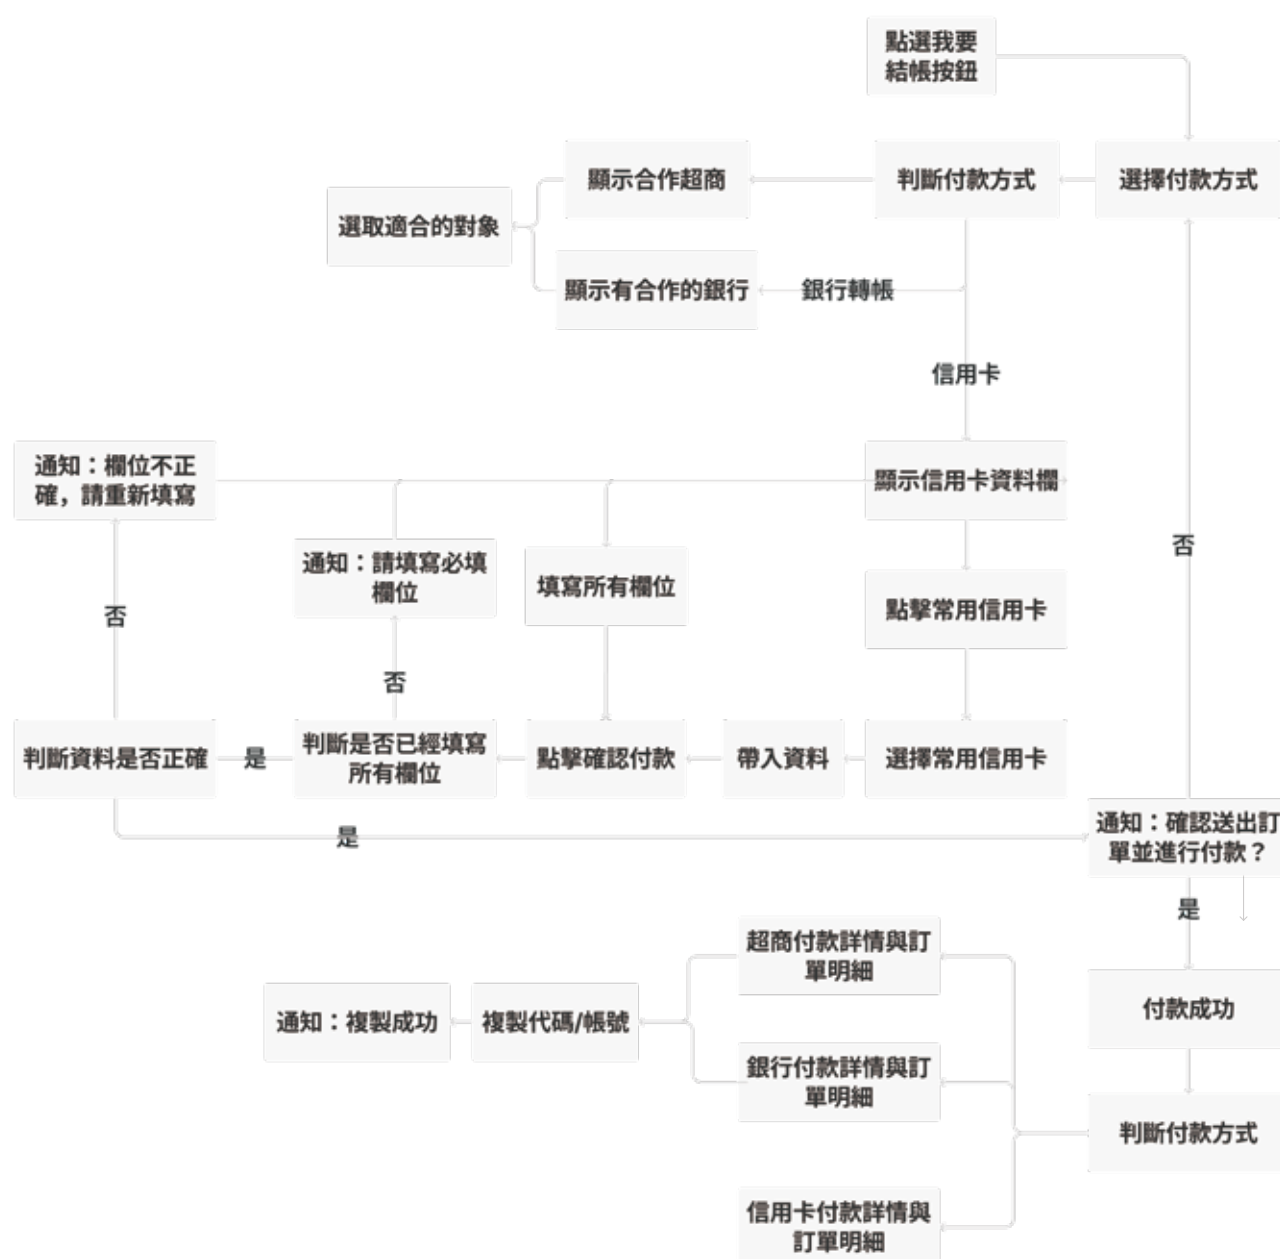 點選我要
結帳按鈕
顯示合作超商
判斷付款方式
選擇付款方式
選取適合的對象
顯示有合作的銀行
銀行轉帳
信用卡
通知：欄位不正
確，請重新填寫
顯示信用卡資料欄
通知：請填寫必填
欄位
填寫所有欄位
點擊常用信用卡
否
否
否
判斷資料是否正確
是
判斷是否已經填寫
所有欄位
點擊確認付款
帶入資料
選擇常用信用卡
是
通知：確認送出訂
單並進行付款？
是
超商付款詳情與訂
單明細
通知：複製成功
複製代碼/帳號
付款成功
銀行付款詳情與訂
單明細
判斷付款方式
信用卡付款詳情與
訂單明細